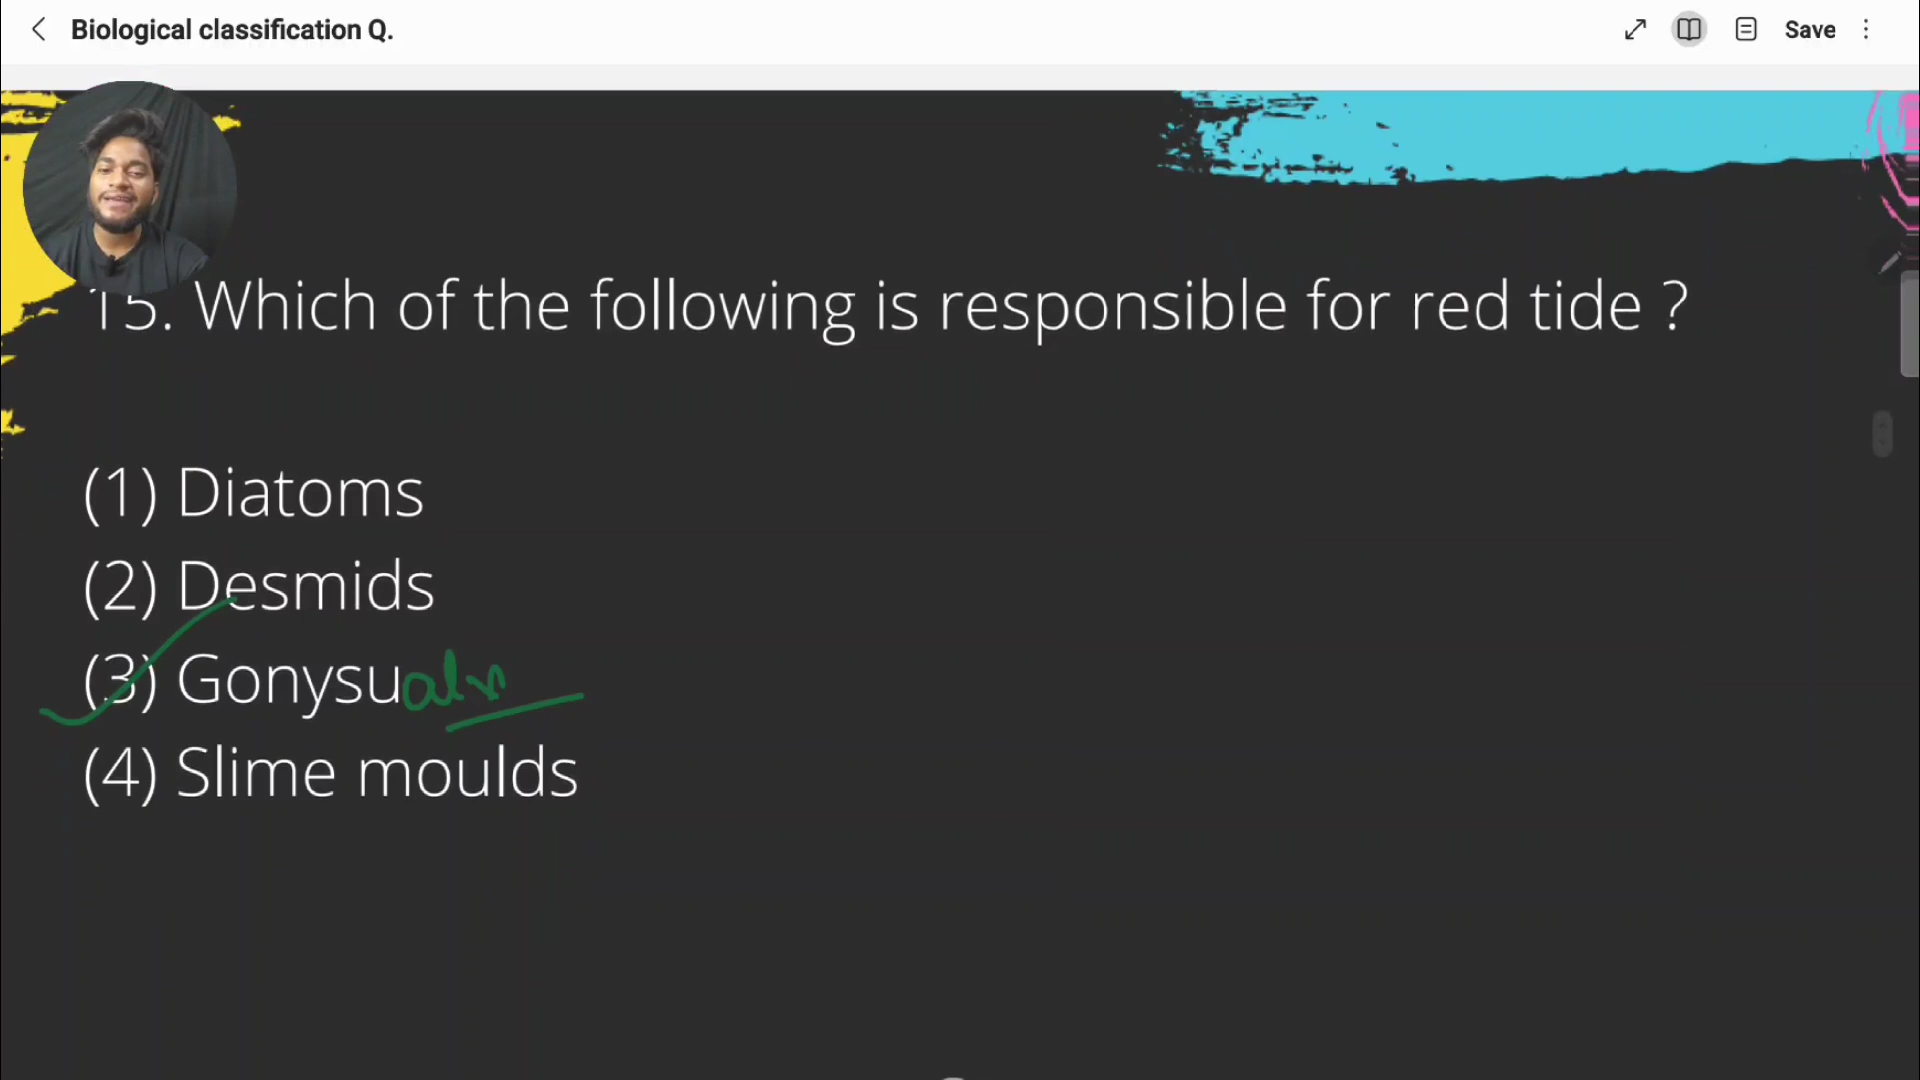 Biological classification Q.
Save
15. Which of the following is responsible for red tide ?
(1) Diatoms
(2) Desmids
(3) Gonysu
(4) Slime moulds